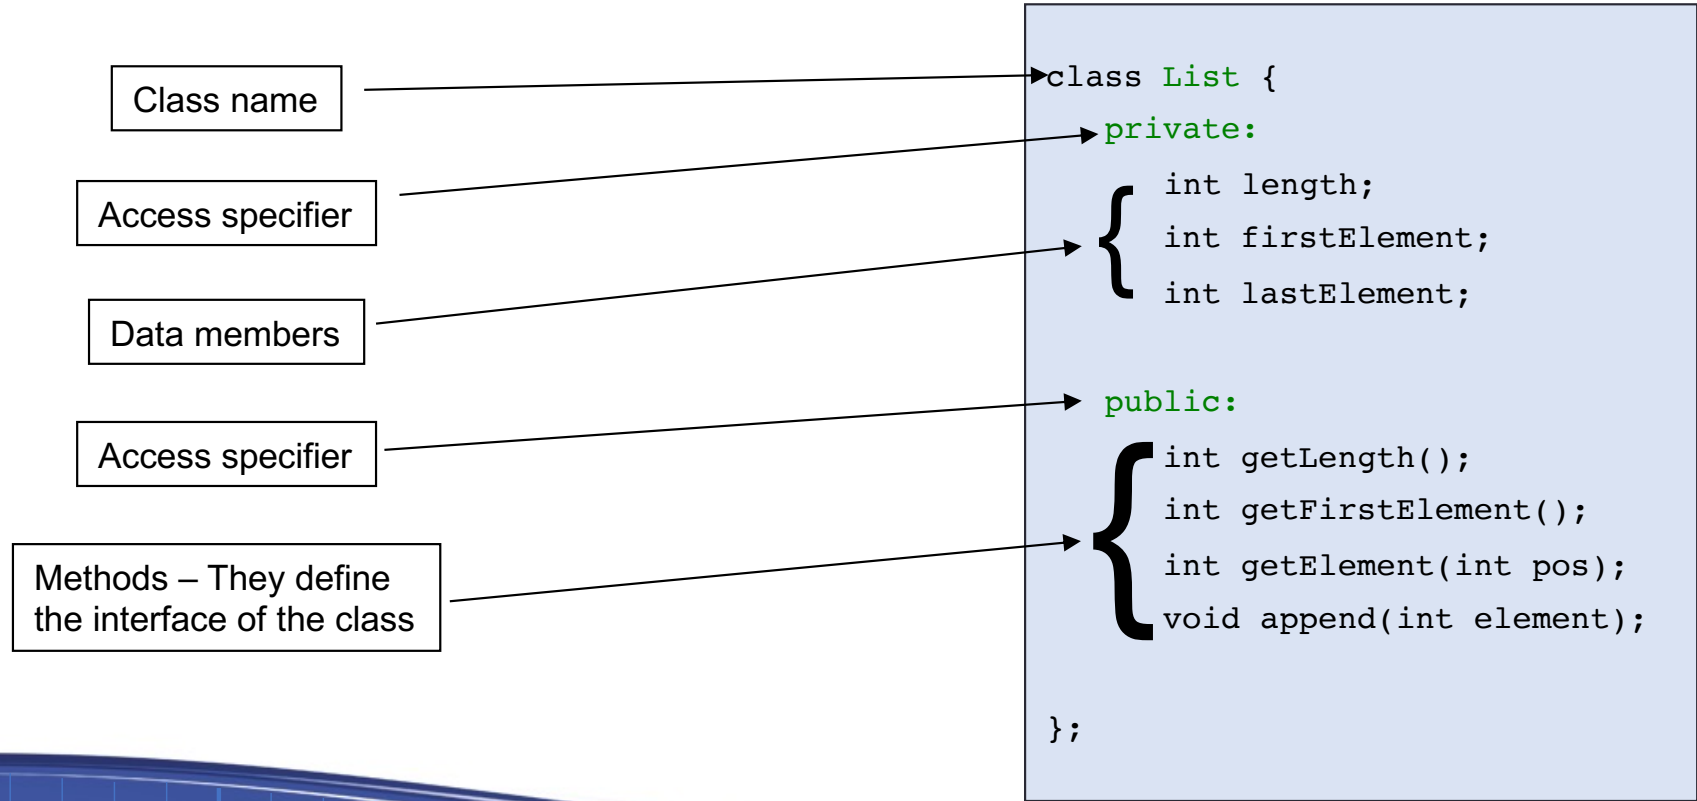 Class name
Access specifier
Data members
Access specifier
Methods – They define
the interface of the class
class List {
private:
int length;
int firstElement;
int lastElement;
public:
int getLength();
int getFirstElement();
int getElement(int pos);
void append(int element);
};